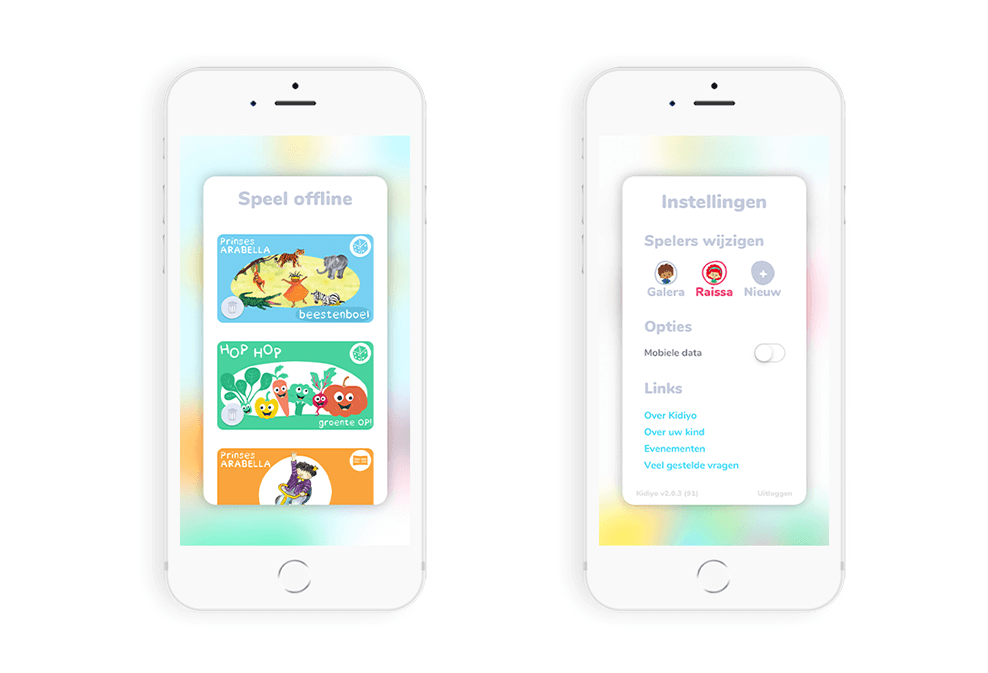 Speel offline
Prinses
ARABELLA
beestenboel
HOP HOP
groente OP!
Prinses
ARABELLA
Instellingen
Spelers wijzigen
Galera Raissa Nieuw
Opties
Mobiele data
Links
Over Kidiyo
Over uw kind
Evenementen
Veel gestelde vragen
Kidiyo v2.0.3 (91) Uitloggen